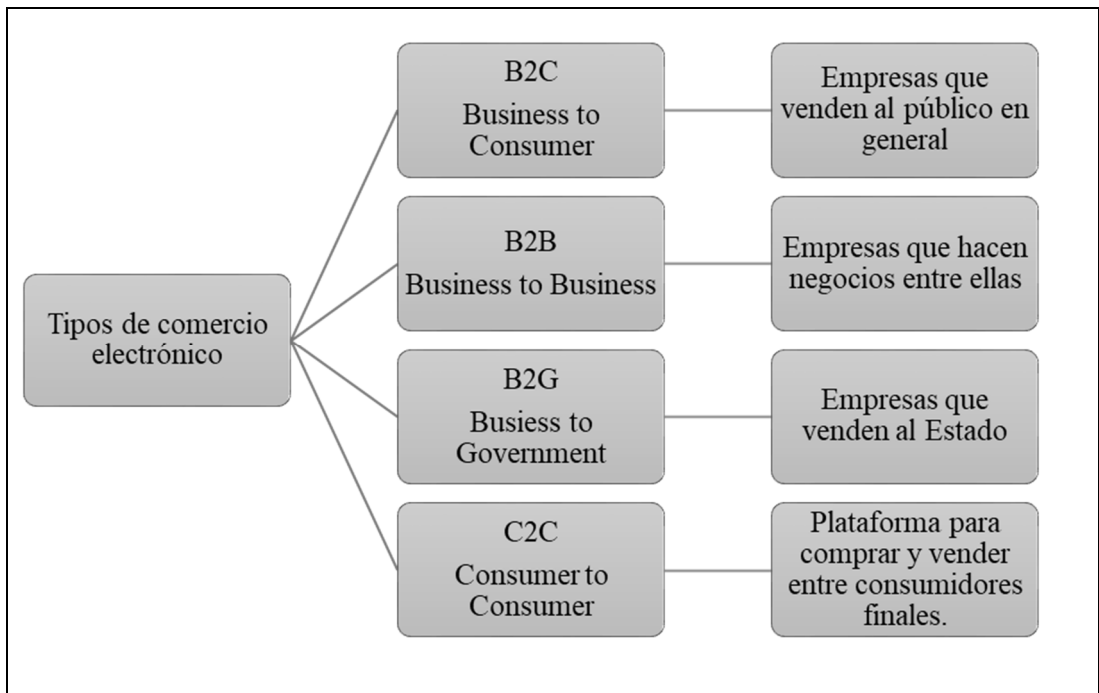 Tipos de comercio
electrónico
B2C
Business to
Consumer
Empresas que
venden al público en
general
B2B
Business to Business
Empresas que hacen
negocios entre ellas
B2G
Busiess to
Government
Empresas que
venden al Estado
C2C
Consumer to
Consumer
Plataforma para
comprar y vender
entre consumidores
finales.